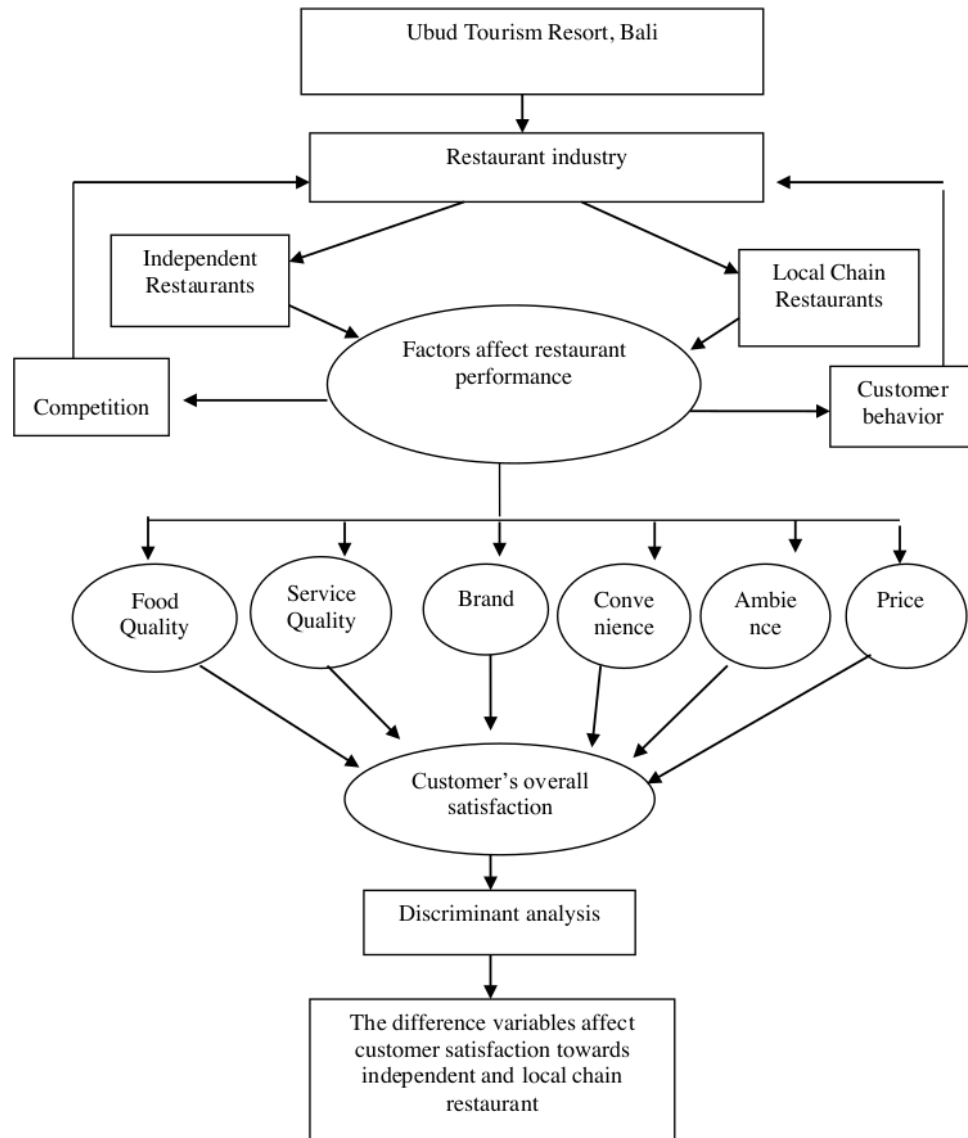 Ubud Tourism Resort, Bali
Restaurant industry
Independent
Restaurants
Local Chain
Restaurants
Factors affect restaurant
performance
Competition
Customer
behavior
Food
Quality
Service
Quality
Brand
Conve
nience
Ambie
nce
Price
Customer’s overall
satisfaction
Discriminant analysis
The difference variables affect
customer satisfaction towards
independent and local chain
restaurant